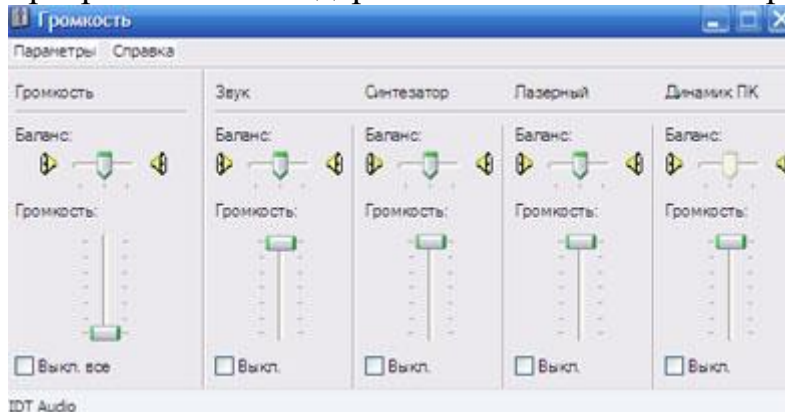 Громкость
Параметры Справка
Громкость Звук Синтезатор Лазерный Динамик ПК
Баланс: Баланс: Баланс: Баланс: Баланс:
Громкость: Громкость: Громкость: Громкость: Громкость:
Выкл. все Выкл. Выкл. Выкл. Выкл.
IDT Audio